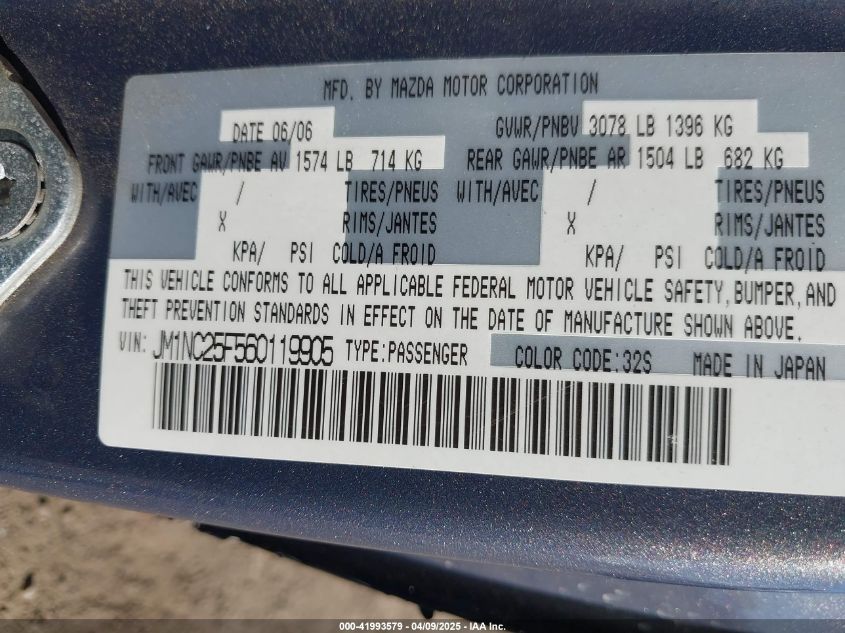 MFD. BY MAZDA MOTOR CORPORATION
DATE 06/06 GVWR/PNBV 3078 LB 1396 KG
FRONT GAWR/PNBE AV 1574 LB 714 KG REAR GAWR/PNBE AR 1504 LB 682 KG
WITH/AVEC / TIRES/PNEUS WITH/AVEC / TIRES/PNEUS
X RIMS/JANTES X RIMS/JANTES
KPA/ PSI COLD/A FROID KPA/ PSI COLD/A FROID
THIS VEHICLE CONFORMS TO ALL APPLICABLE FEDERAL MOTOR VEHICLE SAFETY, BUMPER, AND
THEFT PREVENTION STANDARDS IN EFFECT ON THE DATE OF MANUFACTURE SHOWN ABOVE.
VIN: JM1NC25F560119905 TYPE:PASSENGER COLOR CODE:32S MADE IN JAPAN
000-41993579 - 04/09/2025 - IAAI.COM